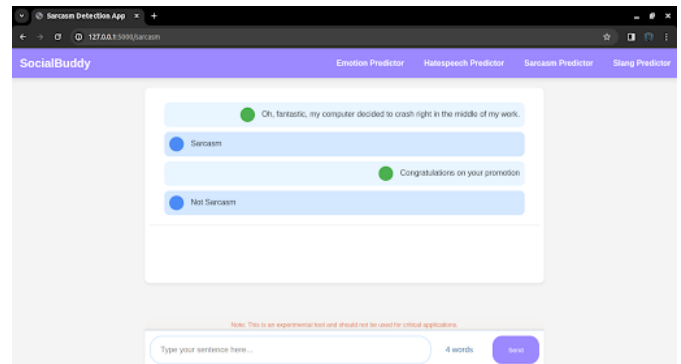 Sarcasm Detection App
127.0.0.1:5000/sarcasm
SocialBuddy
Emotion Predictor Hatespeech Predictor Sarcasm Predictor Slang Predictor
Oh, fantastic, my computer decided to crash right in the middle of my work.
Sarcasm
Congratulations on your promotion
Not Sarcasm
Note: This is an experimental tool and should not be used for critical applications.
Type your sentence here... 4 words Send